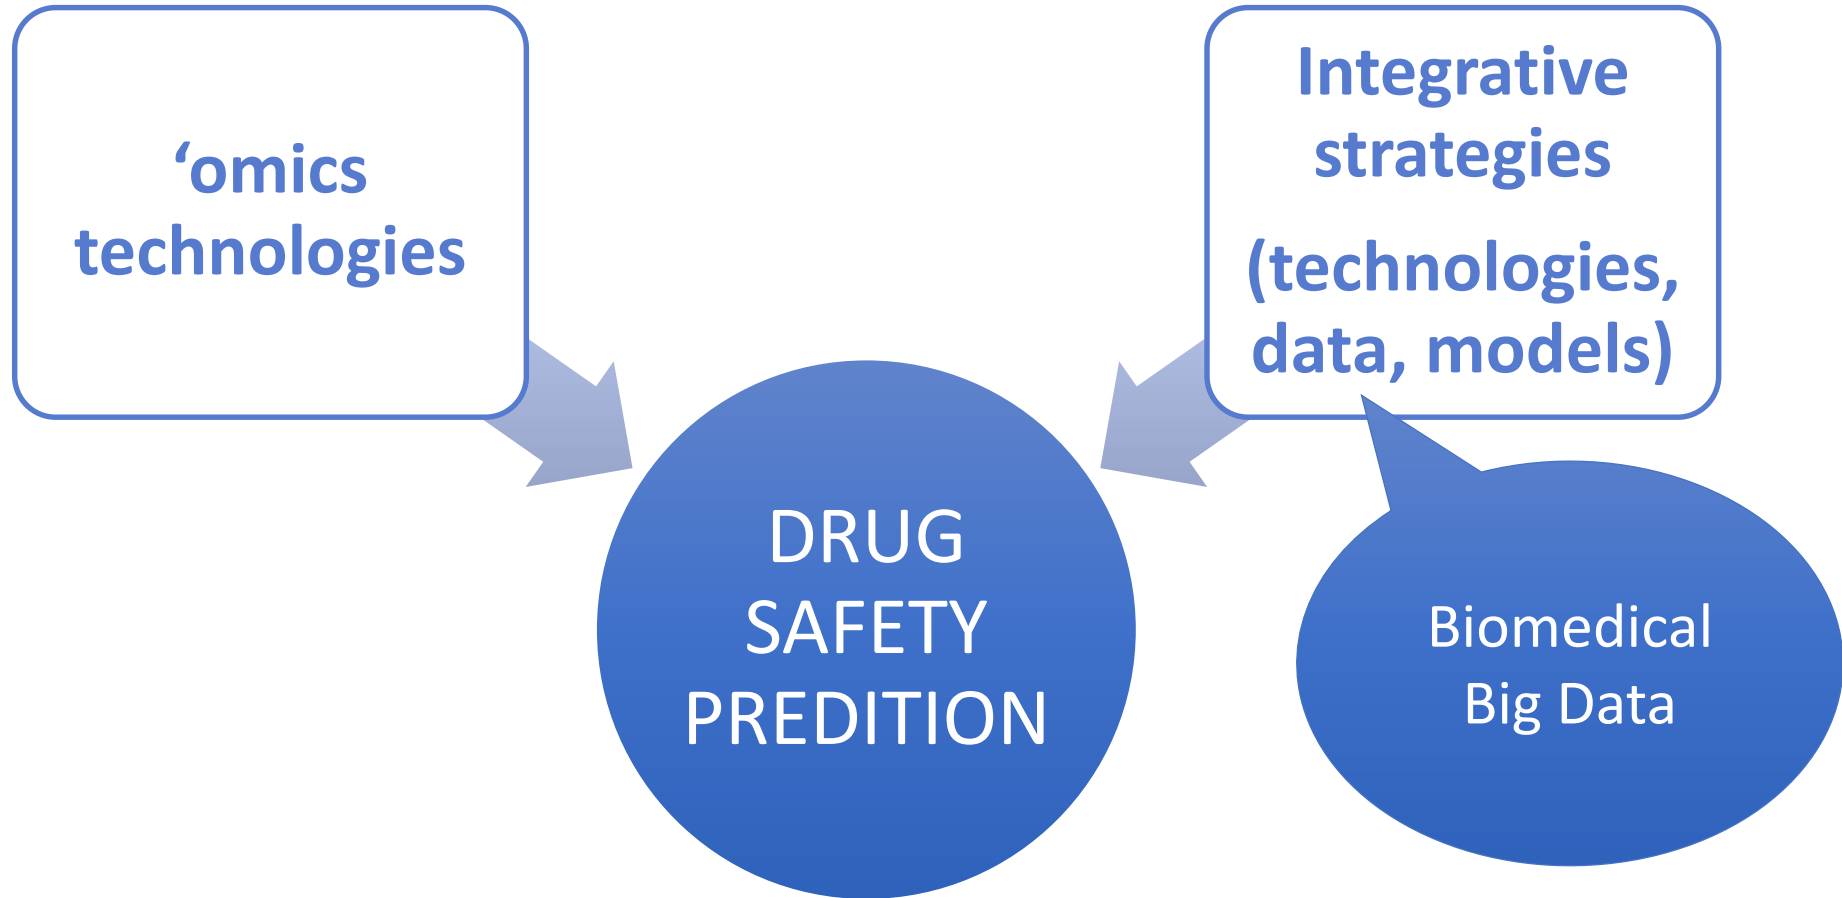 ‘omics
technologies
Integrative
strategies
(technologies,
data, models)
DRUG
SAFETY
PREDITION
Biomedical
Big Data